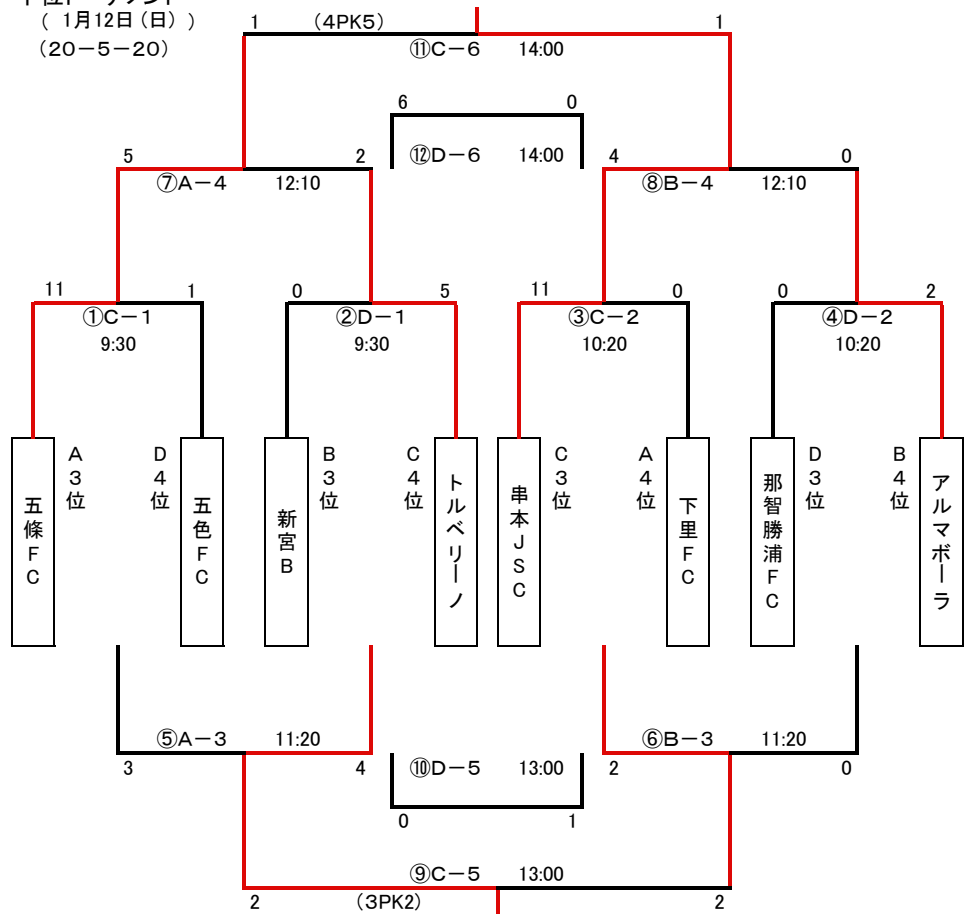 (1月12日(日))
(20-5-20)
1 (4PK5) 1
⑪C-6 14:00
6 0
⑫D-6 14:00
5 2 4 0
⑦A-4 12:10 ⑧B-4 12:10
11 1 0 5 11 0 0 2
①C-1 ②D-1 ③C-2 ④D-2
9:30 9:30 10:20 10:20
A3位 D4位 B3位 C4位 C3位 A4位 D3位 B4位
五條FC
五色FC
新宮B
トルベリーノ
串本JSC
下里FC
那智勝浦FC
アルマボーラ
⑤A-3 11:20 ⑥B-3 11:20
3 4 2 0
⑩D-5 13:00
0 1
⑨C-5 13:00
2 (3PK2) 2